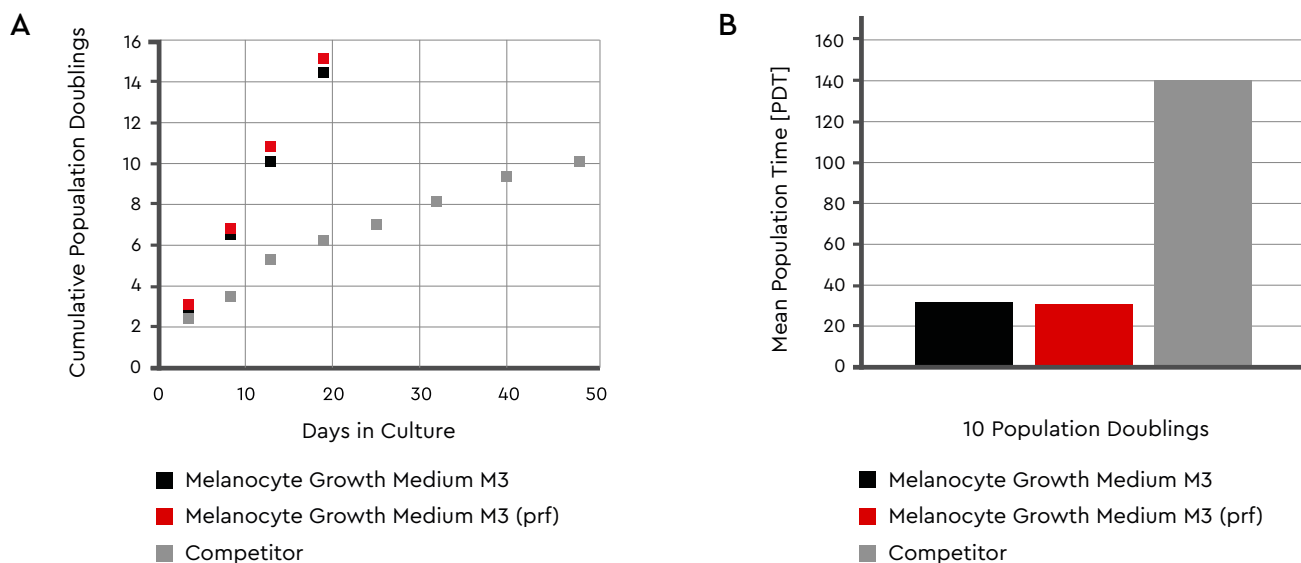 A
Cumulative Popualation Doublings
16
14
12
10
8
6
4
2
0
0 10 20 30 40 50
Days in Culture
Melanocyte Growth Medium M3
Melanocyte Growth Medium M3 (prf)
Competitor
B
Mean Population Time [PDT]
160
140
120
100
80
60
40
20
0
10 Population Doublings
Melanocyte Growth Medium M3
Melanocyte Growth Medium M3 (prf)
Competitor